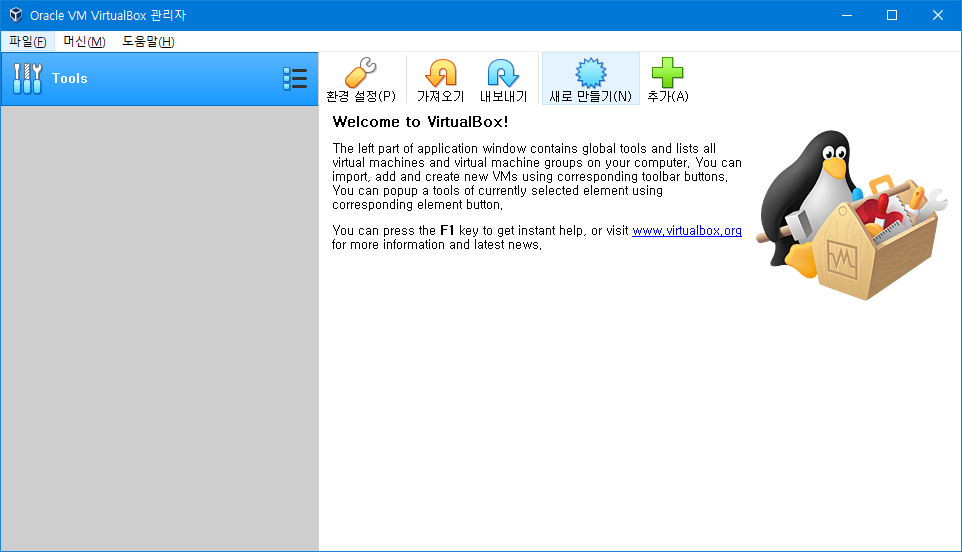 Oracle VM VirtualBox 관리자
파일(F) 머신(M) 도움말(H)
Tools
환경 설정(P) 가져오기 내보내기 새로 만들기(N) 추가(A)
Welcome to VirtualBox!
The left part of application window contains global tools and lists all
virtual machines and virtual machine groups on your computer. You can
import, add and create new VMs using corresponding toolbar buttons.
You can popup a tools of currently selected element using
corresponding element button.
You can press the F1 key to get instant help, or visit www.virtualbox.org
for more information and latest news.